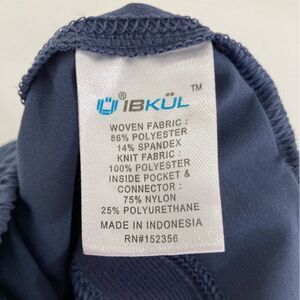 ® IBKÜL ™
WOVEN FABRIC :
86% POLYESTER
14% SPANDEX
KNIT FABRIC :
100% POLYESTER
INSIDE POCKET &
CONNECTOR :
75% NYLON
25% POLYURETHANE
MADE IN INDONESIA
RN#152356